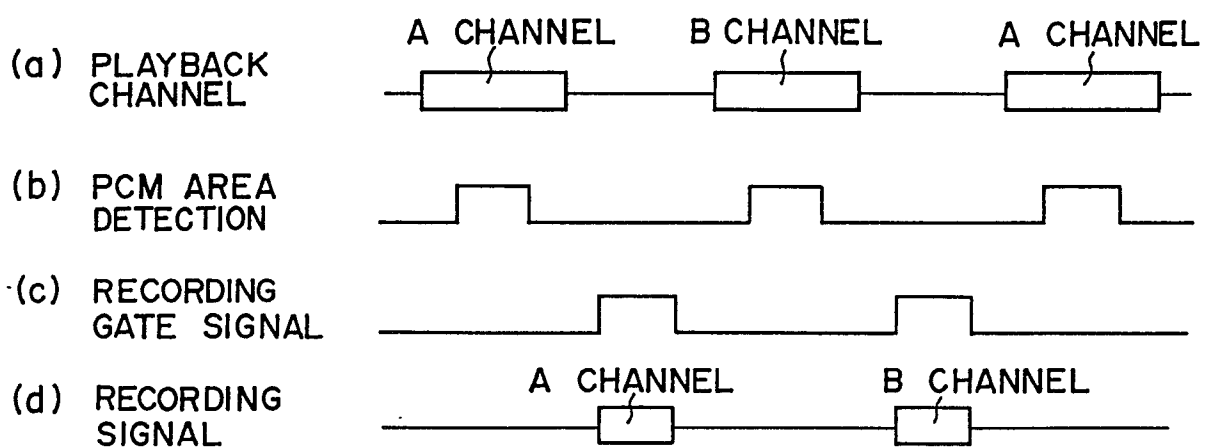 A CHANNEL B CHANNEL A CHANNEL
(a) PLAYBACK
CHANNEL
(b) PCM AREA
DETECTION
(c) RECORDING
GATE SIGNAL
A CHANNEL B CHANNEL
(d) RECORDING
SIGNAL